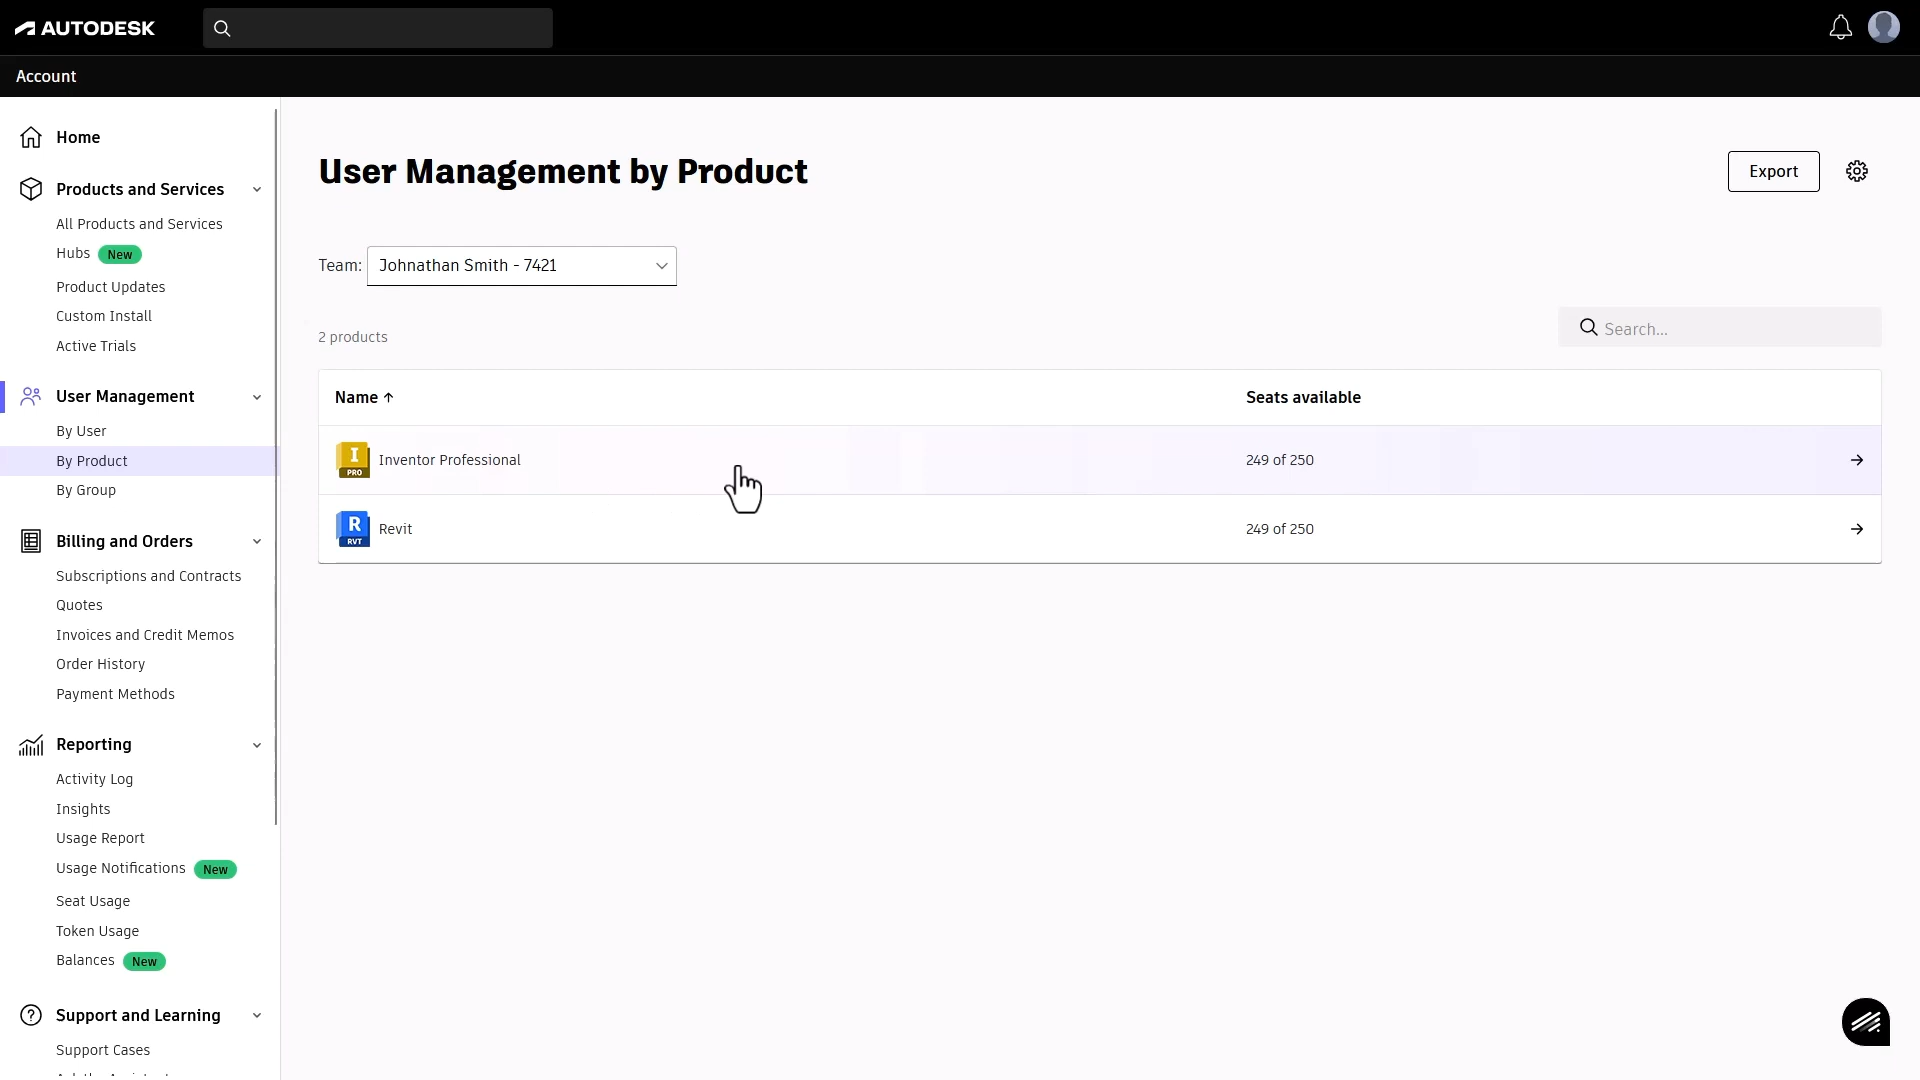 AUTODESK
Account
Home
Products and Services
All Products and Services
Hubs New
Product Updates
Custom Install
Active Trials
User Management
By User
By Product
By Group
Billing and Orders
Subscriptions and Contracts
Quotes
Invoices and Credit Memos
Order History
Payment Methods
Reporting
Activity Log
Insights
Usage Report
Usage Notifications New
Seat Usage
Token Usage
Balances New
Support and Learning
Support Cases
User Management by Product
Export
Team: Johnathan Smith - 7421
2 products
Search...
Name ↑ Seats available
I PRO Inventor Professional 249 of 250 →
R RVT Revit 249 of 250 →